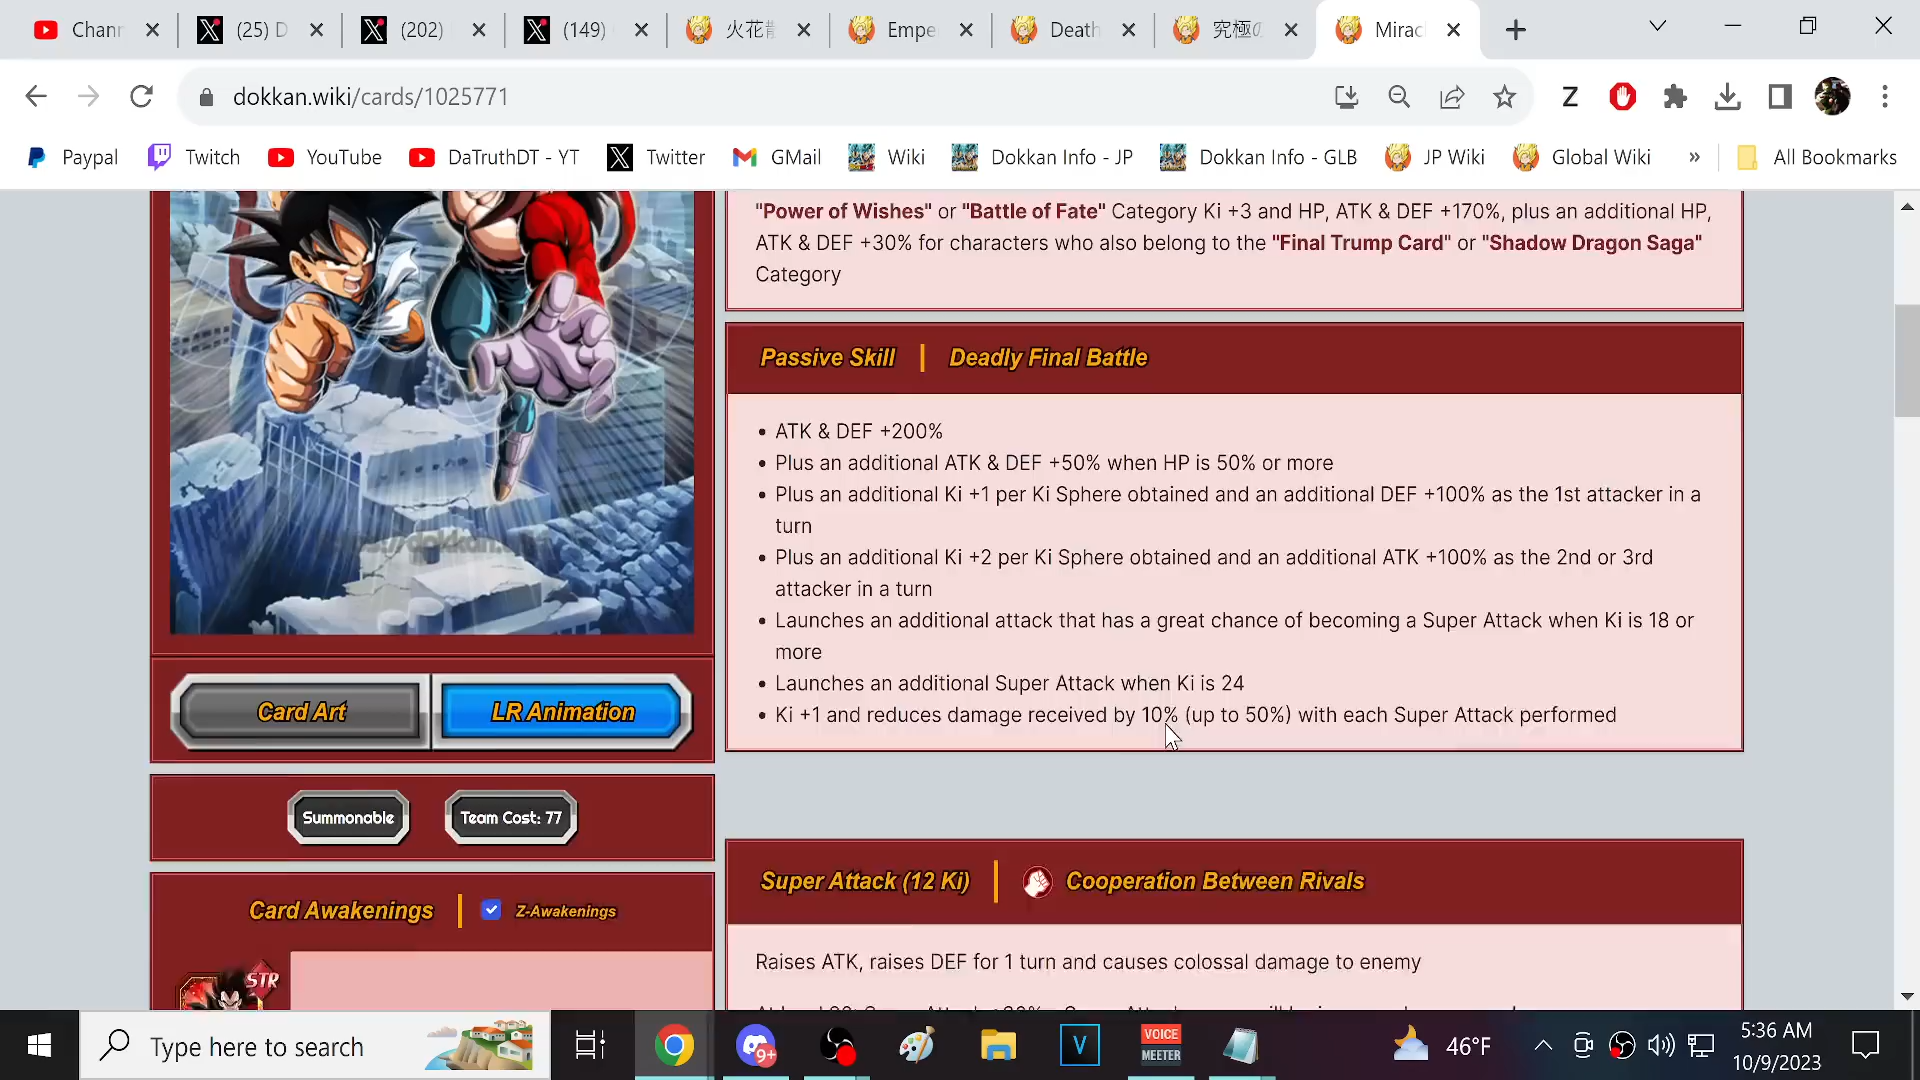 Chann
(25) D
(202)
(149)
火花散
Empe
Death
究極の
Mirac
dokkan.wiki/cards/1025771
Z
Paypal
Twitch
YouTube
DaTruthDT - YT
Twitter
GMail
Wiki
Dokkan Info - JP
Dokkan Info - GLB
JP Wiki
Global Wiki
»
All Bookmarks
"Power of Wishes" or "Battle of Fate" Category Ki +3 and HP, ATK & DEF +170%, plus an additional HP,
ATK & DEF +30% for characters who also belong to the "Final Trump Card" or "Shadow Dragon Saga"
Category
Passive Skill | Deadly Final Battle
• ATK & DEF +200%
• Plus an additional ATK & DEF +50% when HP is 50% or more
• Plus an additional Ki +1 per Ki Sphere obtained and an additional DEF +100% as the 1st attacker in a
turn
• Plus an additional Ki +2 per Ki Sphere obtained and an additional ATK +100% as the 2nd or 3rd
attacker in a turn
• Launches an additional attack that has a great chance of becoming a Super Attack when Ki is 18 or
more
• Launches an additional Super Attack when Ki is 24
• Ki +1 and reduces damage received by 10% (up to 50%) with each Super Attack performed
Card Art
LR Animation
Summonable
Team Cost: 77
Super Attack (12 Ki) | Cooperation Between Rivals
Card Awakenings | Z-Awakenings
STR
Raises ATK, raises DEF for 1 turn and causes colossal damage to enemy
Type here to search
9+
V
VOICE
MEETER
46°F
5:36 AM
10/9/2023